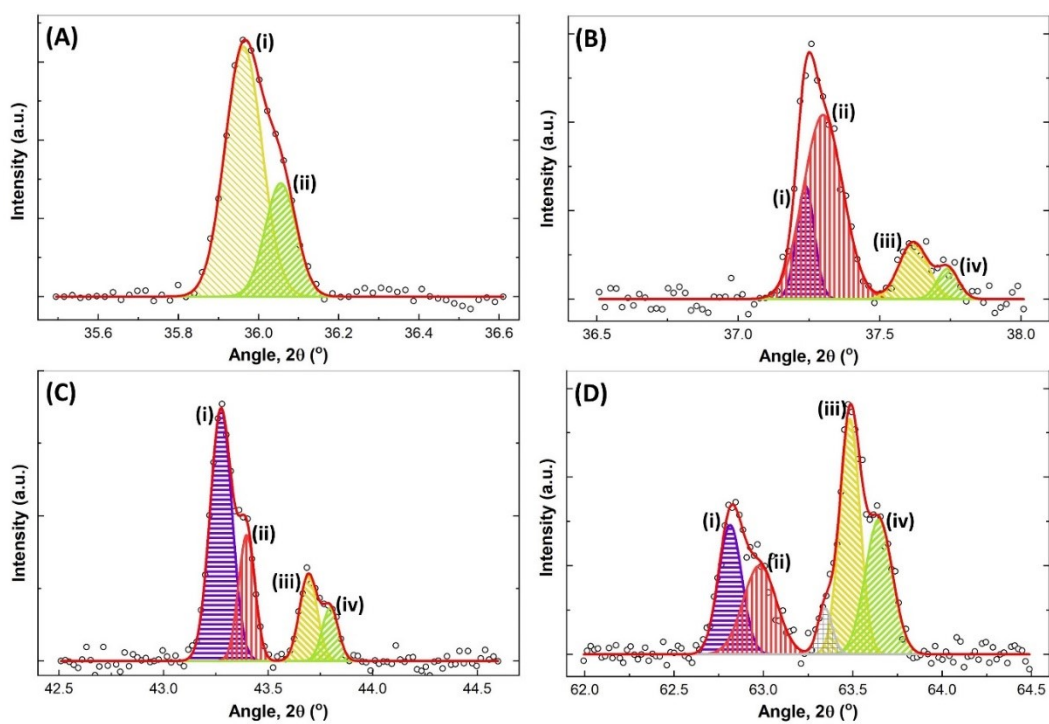 (A)
(i)
(ii)
Intensity (a.u.)
35.6 35.8 36.0 36.2 36.4 36.6
Angle, 2θ (°)
(B)
(i)
(ii)
(iii)
(iv)
Intensity (a.u.)
36.5 37.0 37.5 38.0
Angle, 2θ (°)
(C)
(i)
(ii)
(iii)
(iv)
Intensity (a.u.)
42.5 43.0 43.5 44.0 44.5
Angle, 2θ (°)
(D)
(i)
(ii)
(iii)
(iv)
Intensity (a.u.)
62.0 62.5 63.0 63.5 64.0 64.5
Angle, 2θ (°)